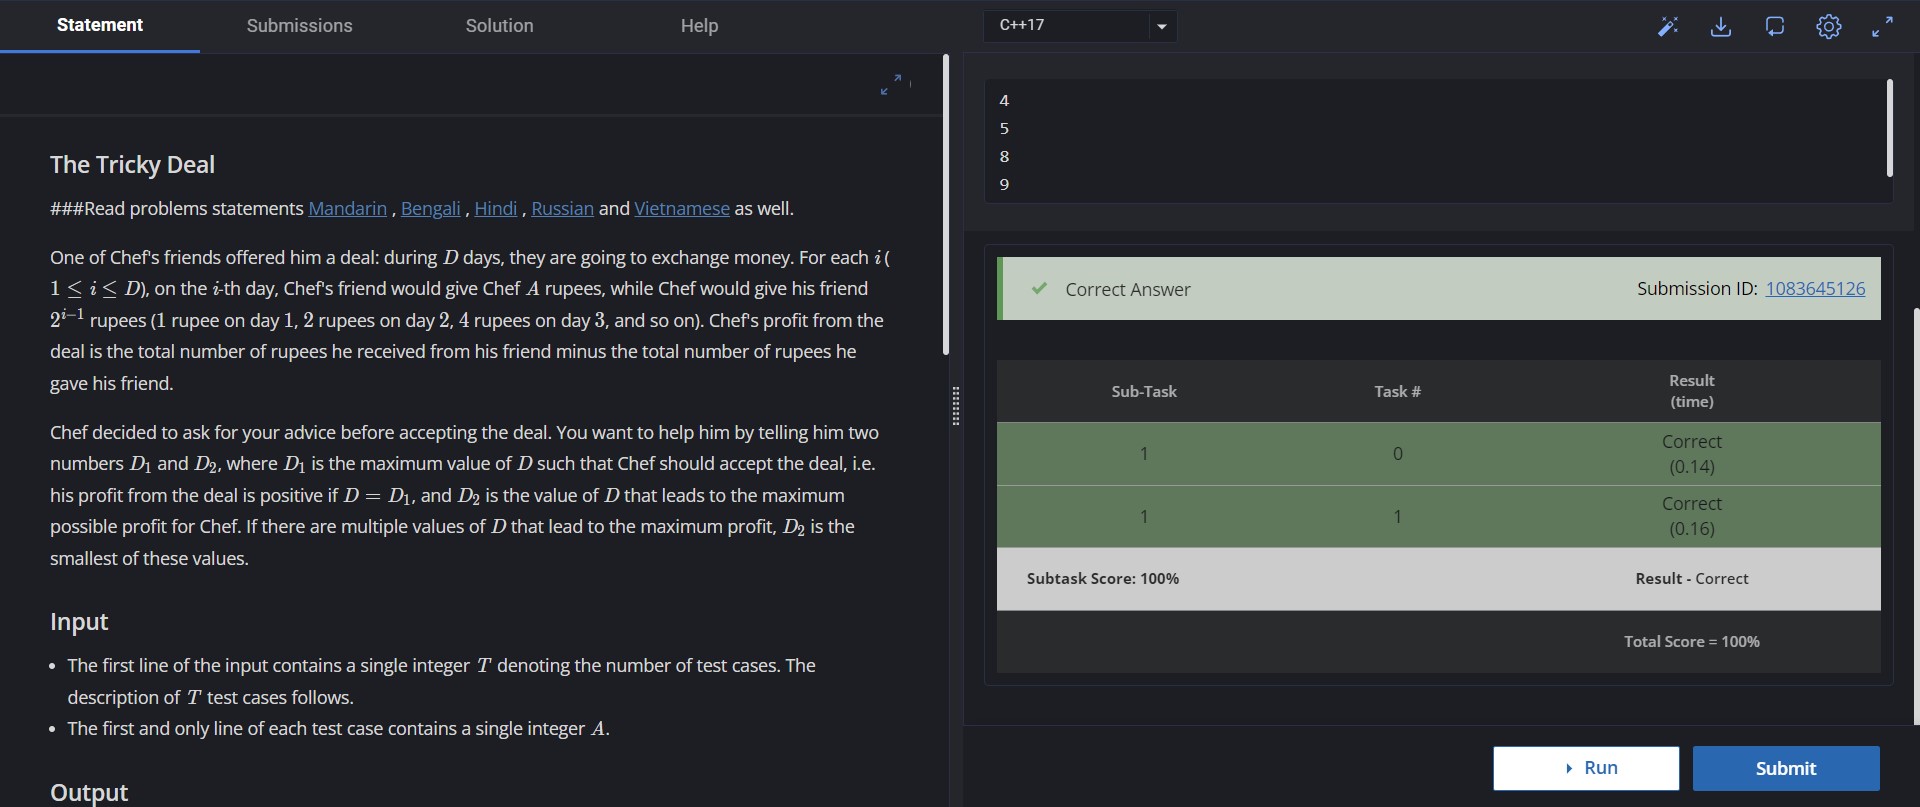 Statement
Submissions
Solution
Help
C++17
The Tricky Deal
###Read problems statements Mandarin , Bengali , Hindi , Russian and Vietnamese as well.
One of Chef's friends offered him a deal: during D days, they are going to exchange money. For each i (
1 ≤ i ≤ D), on the i-th day, Chef's friend would give Chef A rupees, while Chef would give his friend
2^{i−1} rupees (1 rupee on day 1, 2 rupees on day 2, 4 rupees on day 3, and so on). Chef's profit from the
deal is the total number of rupees he received from his friend minus the total number of rupees he
gave his friend.
Chef decided to ask for your advice before accepting the deal. You want to help him by telling him two
numbers D₁ and D₂, where D₁ is the maximum value of D such that Chef should accept the deal, i.e.
his profit from the deal is positive if D = D₁, and D₂ is the value of D that leads to the maximum
possible profit for Chef. If there are multiple values of D that lead to the maximum profit, D₂ is the
smallest of these values.
Input
• The first line of the input contains a single integer T denoting the number of test cases. The
description of T test cases follows.
• The first and only line of each test case contains a single integer A.
Output
4
5
8
9
Correct Answer
Submission ID: 1083645126
Sub-Task Task # Result
(time)
1 0 Correct
(0.14)
1 1 Correct
(0.16)
Subtask Score: 100% Result - Correct
Total Score = 100%
Run
Submit